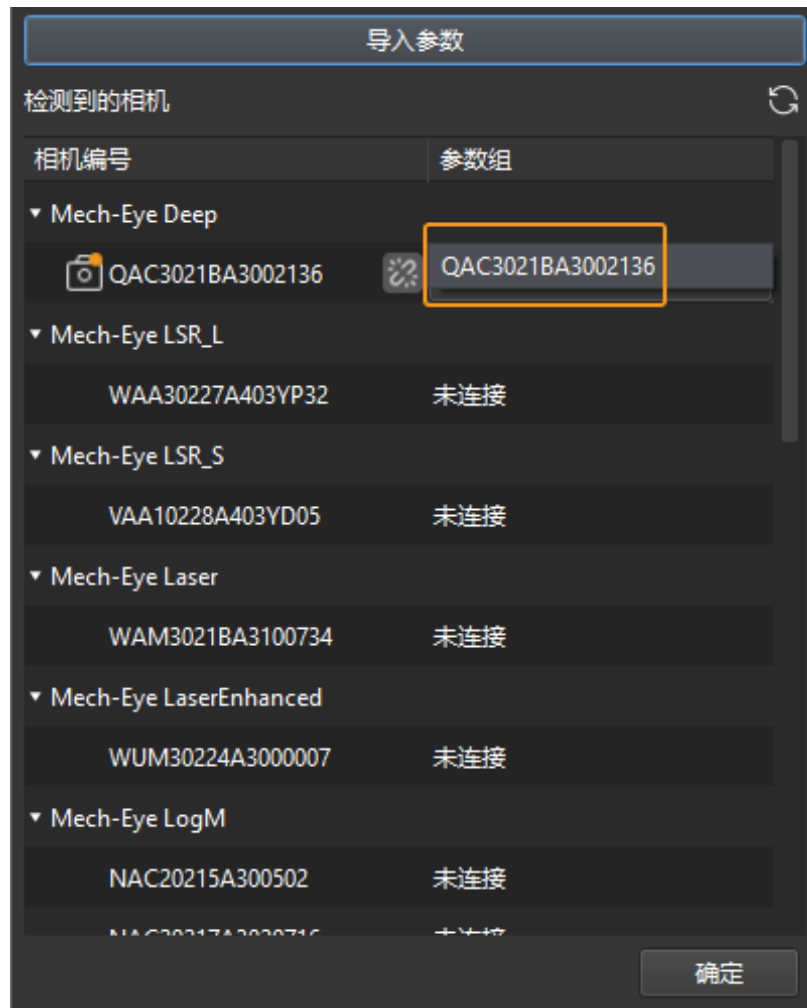 导入参数
检测到的相机
相机编号 参数组
Mech-Eye Deep
QAC3021BA3002136 QAC3021BA3002136
Mech-Eye LSR_L
WAA30227A403YP32 未连接
Mech-Eye LSR_S
VAA10228A403YD05 未连接
Mech-Eye Laser
WAM3021BA3100734 未连接
Mech-Eye LaserEnhanced
WUM30224A3000007 未连接
Mech-Eye LogM
NAC20215A300502 未连接
确定